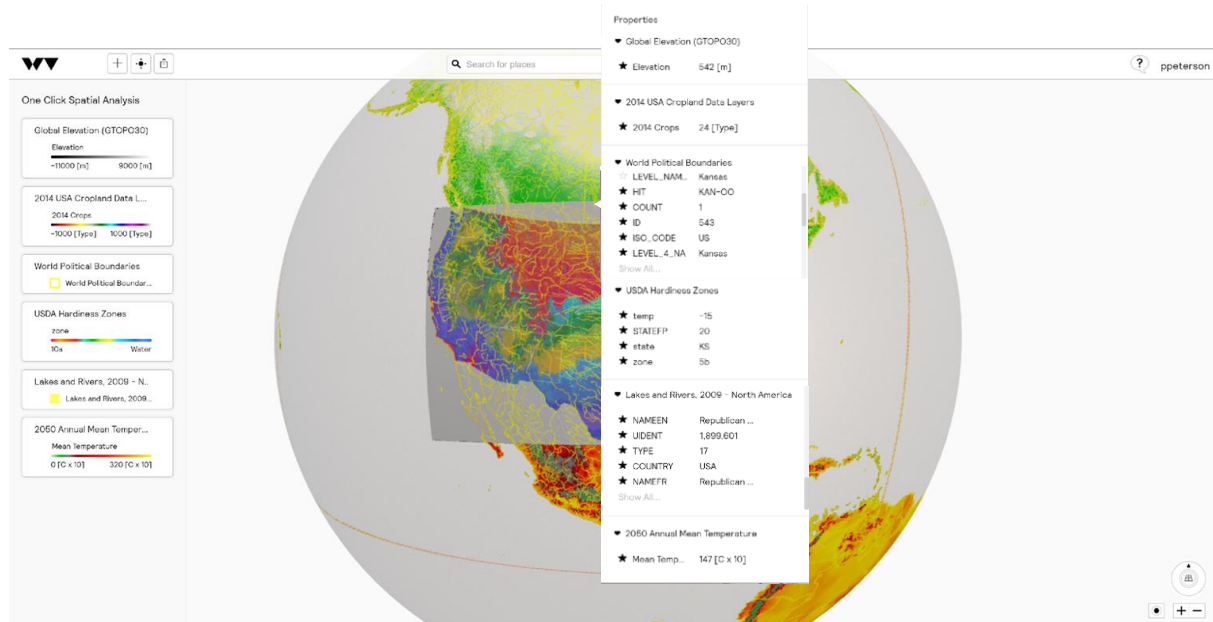 Search for places
? ppeterson
One Click Spatial Analysis
Global Elevation (GTOPO30)
Elevation
-11000 [m] 9000 [m]
2014 USA Cropland Data L...
2014 Crops
-1000 [Type] 1000 [Type]
World Political Boundaries
World Political Boundar...
USDA Hardiness Zones
zone
10a Water
Lakes and Rivers, 2009 - N...
Lakes and Rivers, 2009...
2050 Annual Mean Temper...
Mean Temperature
0 [C x 10] 320 [C x 10]
Properties
Global Elevation (GTOPO30)
Elevation 542 [m]
2014 USA Cropland Data Layers
2014 Crops 24 [Type]
World Political Boundaries
LEVEL_NAM... Kansas
HIT KAN-OO
COUNT 1
ID 543
ISO_CODE US
LEVEL_4_NA Kansas
Show All...
USDA Hardiness Zones
temp -15
STATEFP 20
state KS
zone 5b
Lakes and Rivers, 2009 - North America
NAMEEN Republican ...
UIDENT 1,899,601
TYPE 17
COUNTRY USA
NAMEFR Republican ...
Show All...
2050 Annual Mean Temperature
Mean Temp... 147 [C x 10]